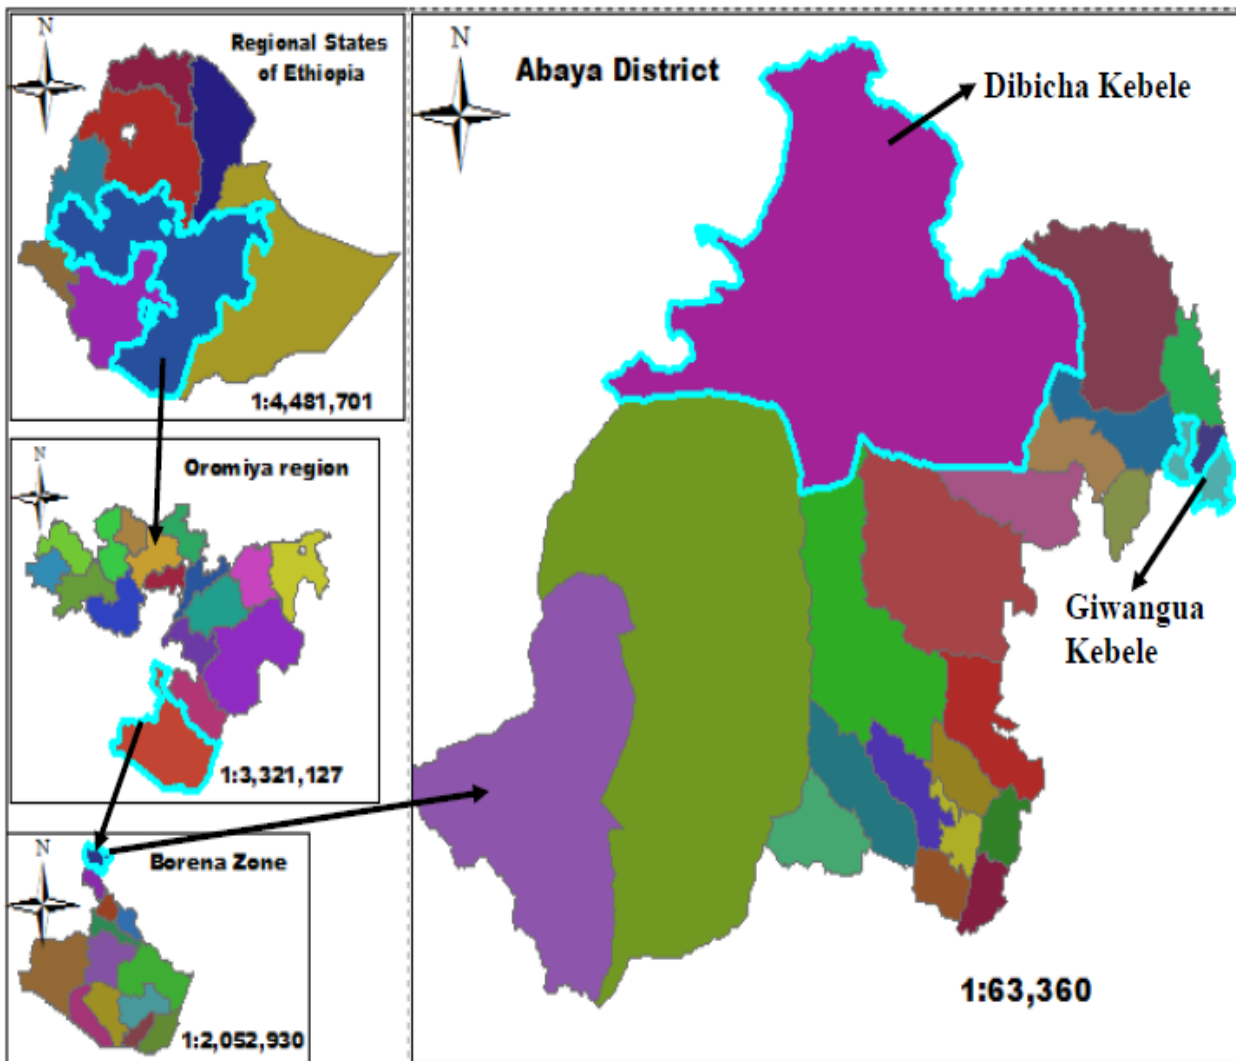 N
Regional States
of Ethiopia
1:4,481,701
N
Oromiya region
1:3,321,127
N
Borena Zone
1:2,052,930
N
Abaya District
Dibicha Kebele
Giwangua
Kebele
1:63,360